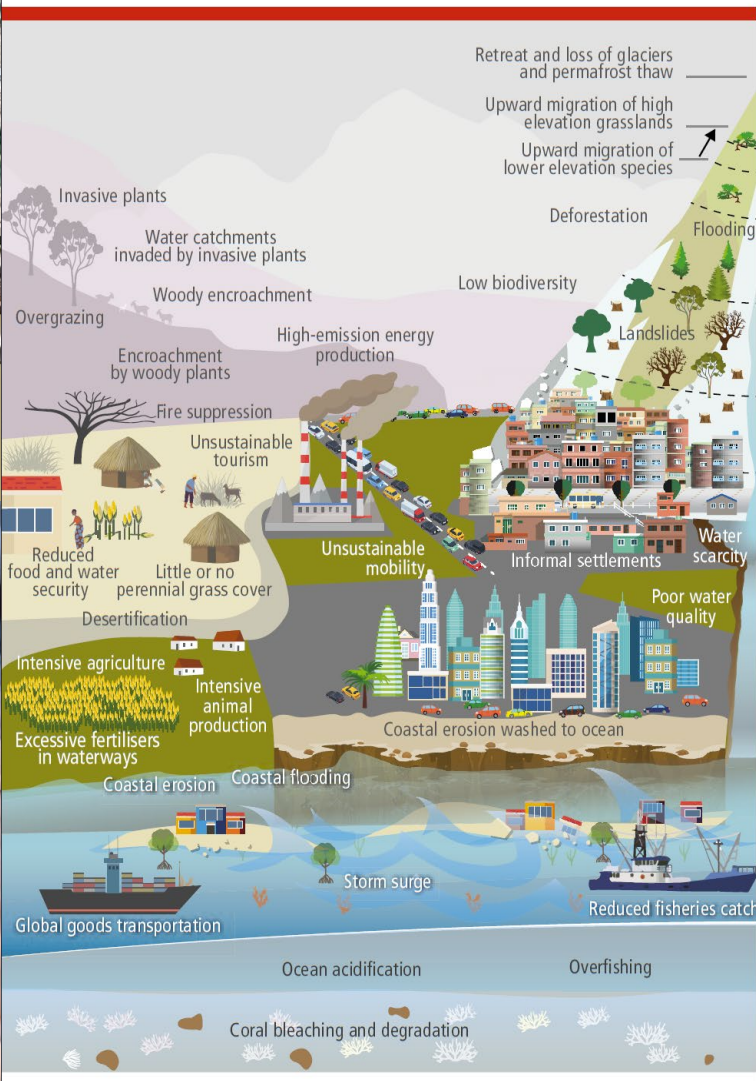 Retreat and loss of glaciers
and permafrost thaw
Upward migration of high
elevation grasslands
Upward migration of
lower elevation species
Deforestation
Flooding
Invasive plants
Water catchments
invaded by invasive plants
Low biodiversity
Woody encroachment
Overgrazing
High-emission energy
production
Landslides
Encroachment
by woody plants
Fire suppression
Unsustainable
tourism
Reduced
food and water
security
Little or no
perennial grass cover
Unsustainable
mobility
Informal settlements
Water
scarcity
Poor water
quality
Desertification
Intensive agriculture
Intensive
animal
production
Excessive fertilisers
in waterways
Coastal erosion washed to ocean
Coastal erosion
Coastal flooding
Storm surge
Global goods transportation
Reduced fisheries catch
Ocean acidification
Overfishing
Coral bleaching and degradation